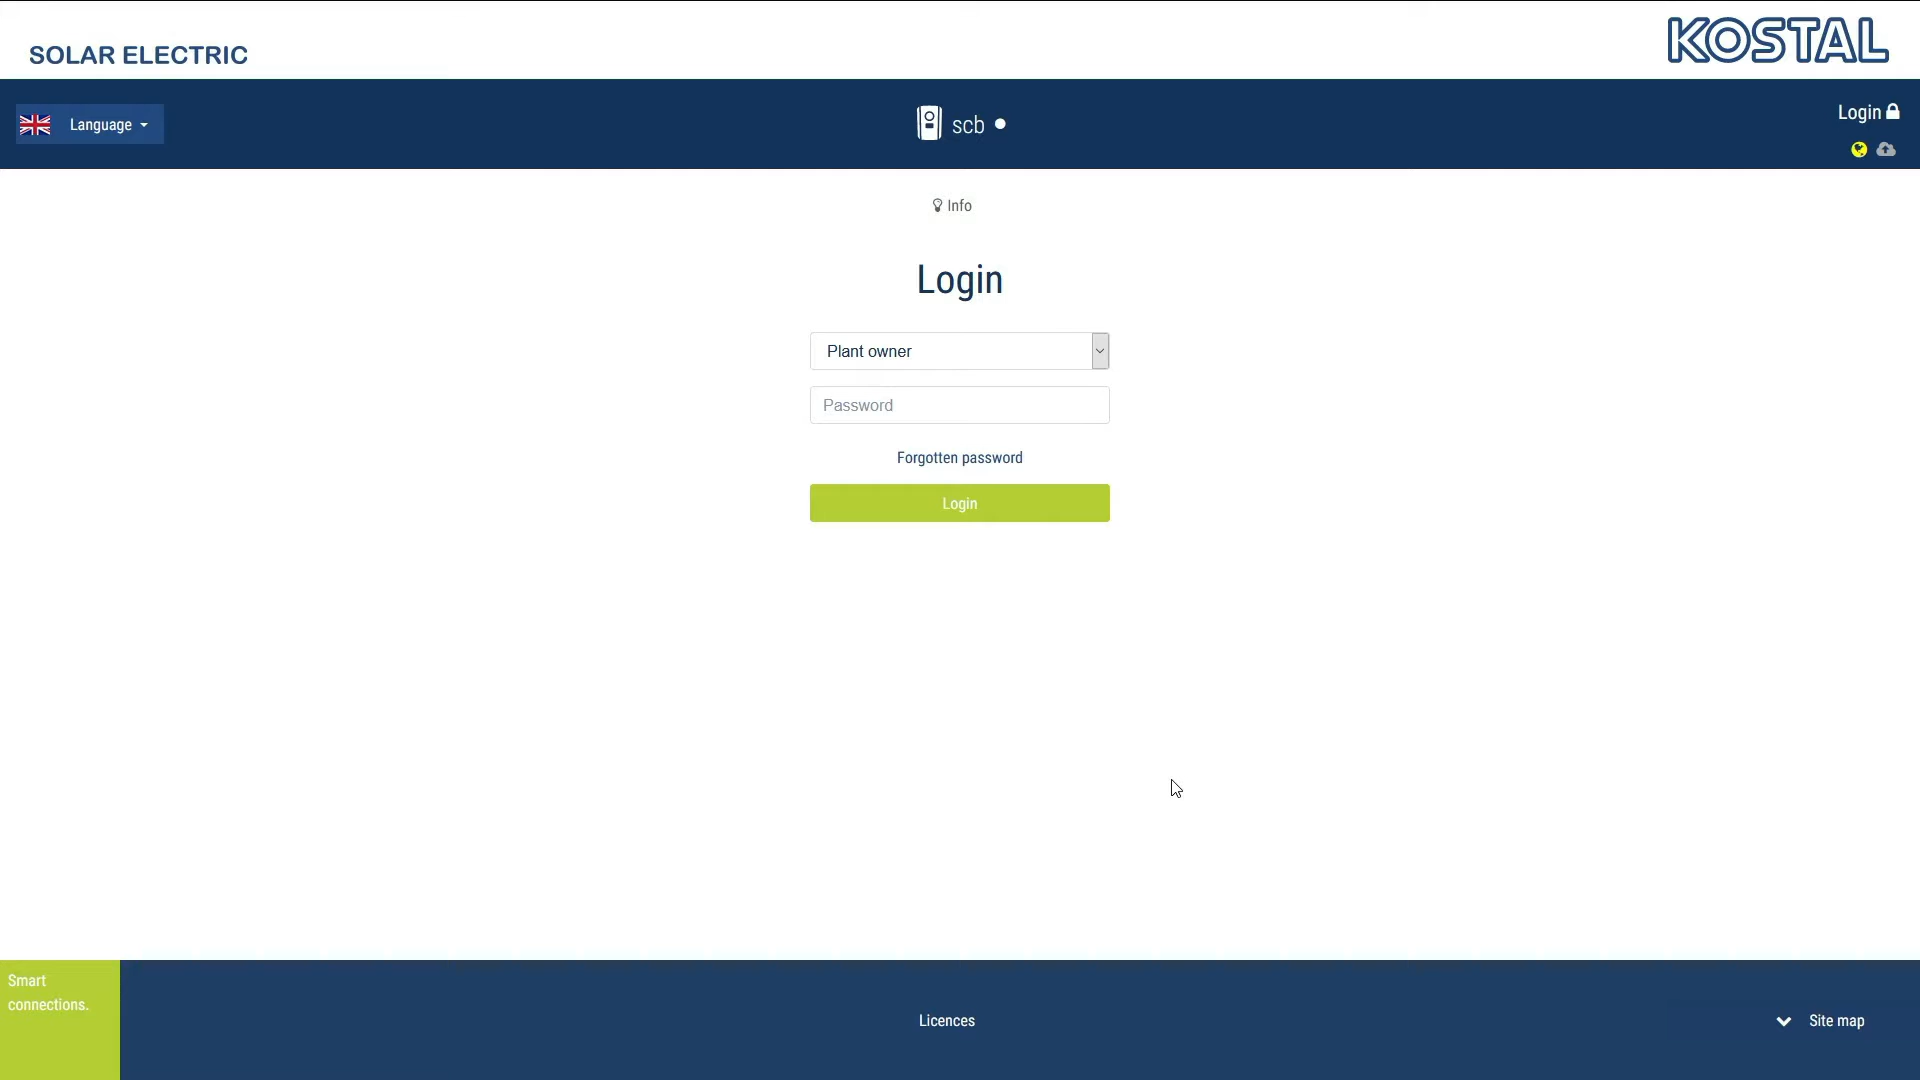 SOLAR ELECTRIC
KOSTAL
Language
scb
Login
Info
Login
Plant owner
Password
Forgotten password
Login
Smart
connections.
Licences
Site map